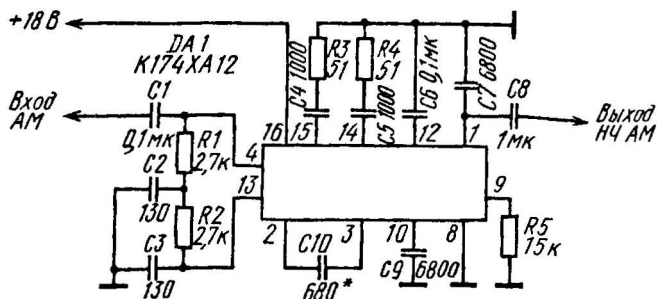 +18 В
DA1
К174ХА12
Вход
АМ
C1
0,1мк
R1
2,7к
C2
130
R2
2,7к
C3
130
C4 1000
R3
51
R4
51
C5 1000
C6 0,1мк
C7 6800
C8
1мк
Выход
НЧ АМ
16
15
14
12
1
4
13
9
2
3
10
8
C10
680*
C9
6800
R5
15к